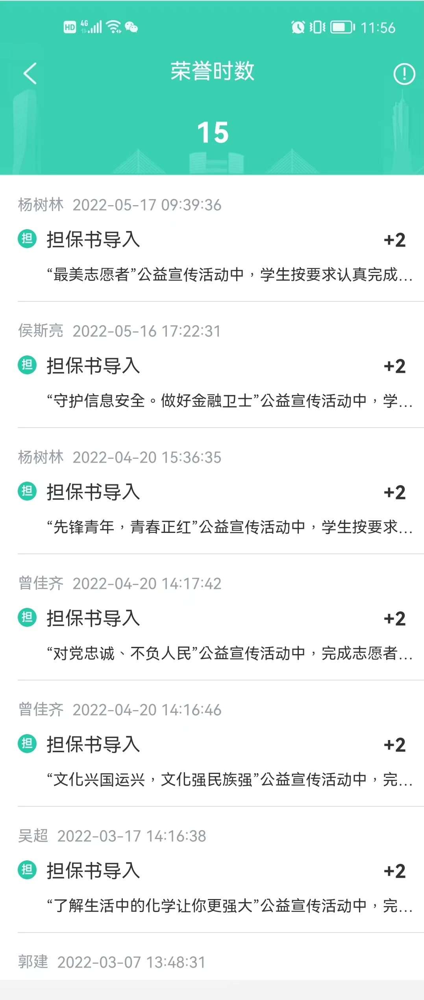 HD 4G 11:56
荣誉时数
15
杨树林 2022-05-17 09:39:36
担 担保书导入 +2
“最美志愿者”公益宣传活动中，学生按要求认真完成...
侯斯亮 2022-05-16 17:22:31
担 担保书导入 +2
“守护信息安全。做好金融卫士”公益宣传活动中，学...
杨树林 2022-04-20 15:36:35
担 担保书导入 +2
“先锋青年，青春正红”公益宣传活动中，学生按要求...
曾佳齐 2022-04-20 14:17:42
担 担保书导入 +2
“对党忠诚、不负人民”公益宣传活动中，完成志愿者...
曾佳齐 2022-04-20 14:16:46
担 担保书导入 +2
“文化兴国运兴，文化强民族强”公益宣传活动中，完...
吴超 2022-03-17 14:16:38
担 担保书导入 +2
“了解生活中的化学让你更强大”公益宣传活动中，完...
郭建 2022-03-07 13:48:31